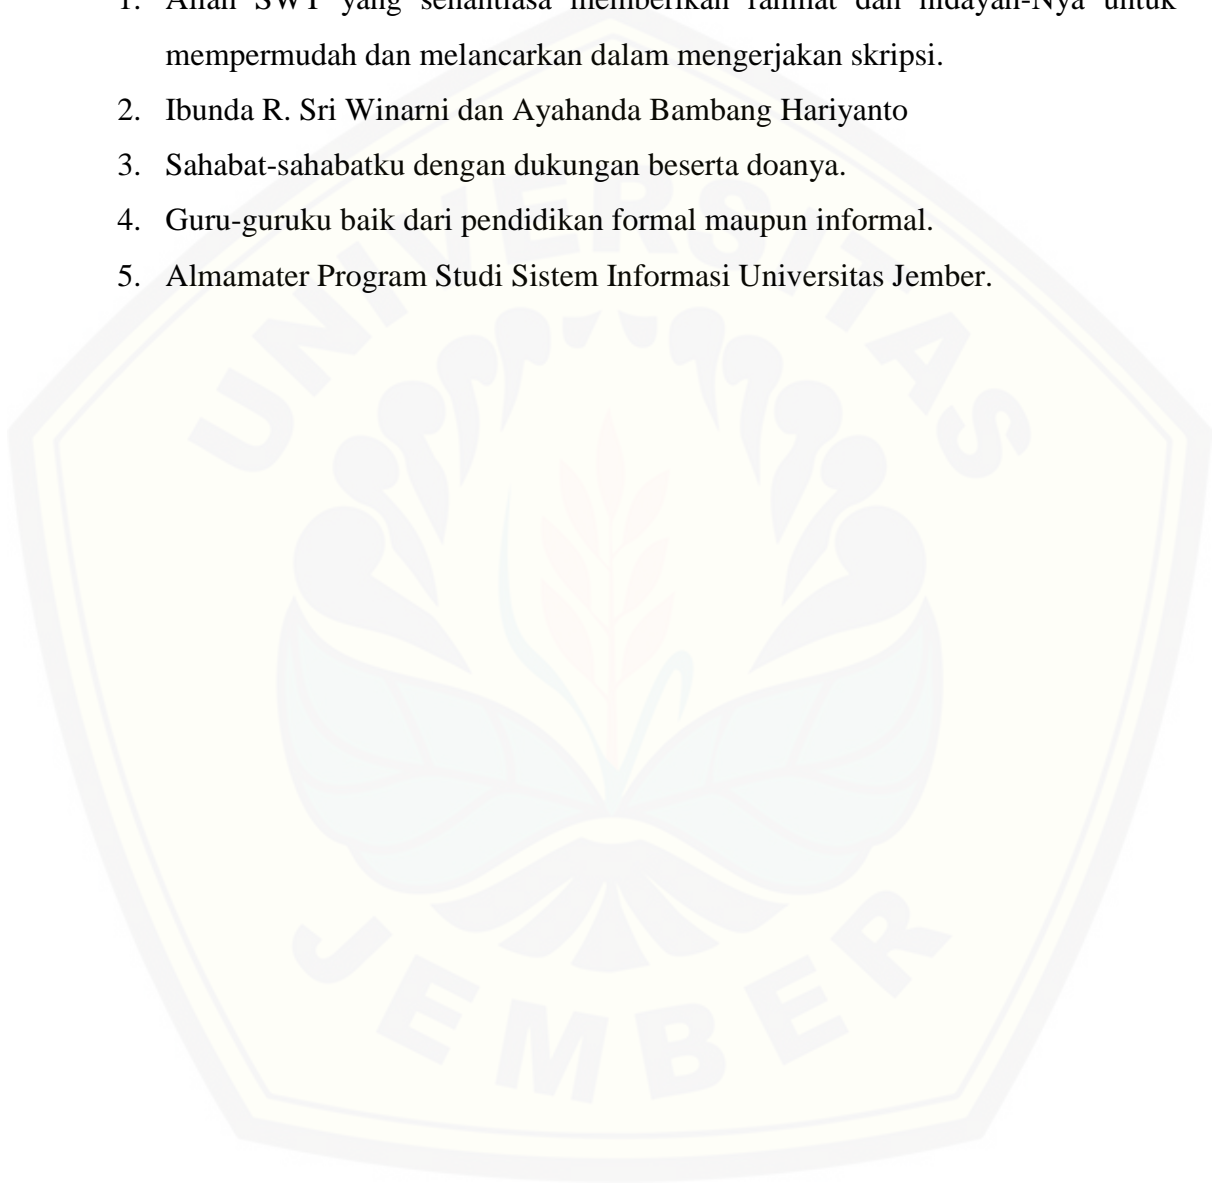 1. Allah SWT yang senantiasa memberikan rahmat dan hidayah-Nya untuk
mempermudah dan melancarkan dalam mengerjakan skripsi.
2. Ibunda R. Sri Winarni dan Ayahanda Bambang Hariyanto
3. Sahabat-sahabatku dengan dukungan beserta doanya.
4. Guru-guruku baik dari pendidikan formal maupun informal.
5. Almamater Program Studi Sistem Informasi Universitas Jember.
UNIVERSITAS
JEMBER